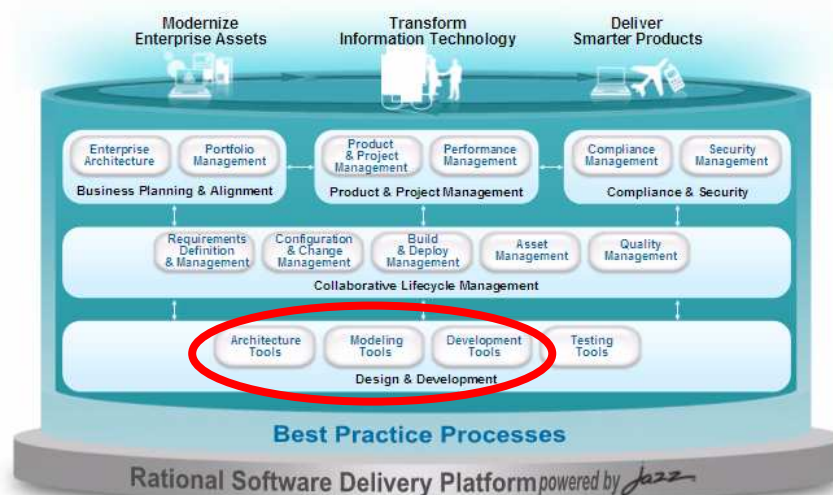 Modernize
Enterprise Assets
Transform
Information Technology
Deliver
Smarter Products
Enterprise
Architecture
Portfolio
Management
Business Planning & Alignment
Product
& Project
Management
Performance
Management
Product & Project Management
Compliance
Management
Security
Management
Compliance & Security
Requirements
Definition
& Management
Configuration
& Change
Management
Build
& Deploy
Management
Asset
Management
Quality
Management
Collaborative Lifecycle Management
Architecture
Tools
Modeling
Tools
Development
Tools
Testing
Tools
Design & Development
Best Practice Processes
Rational Software Delivery Platform powered by Jazz